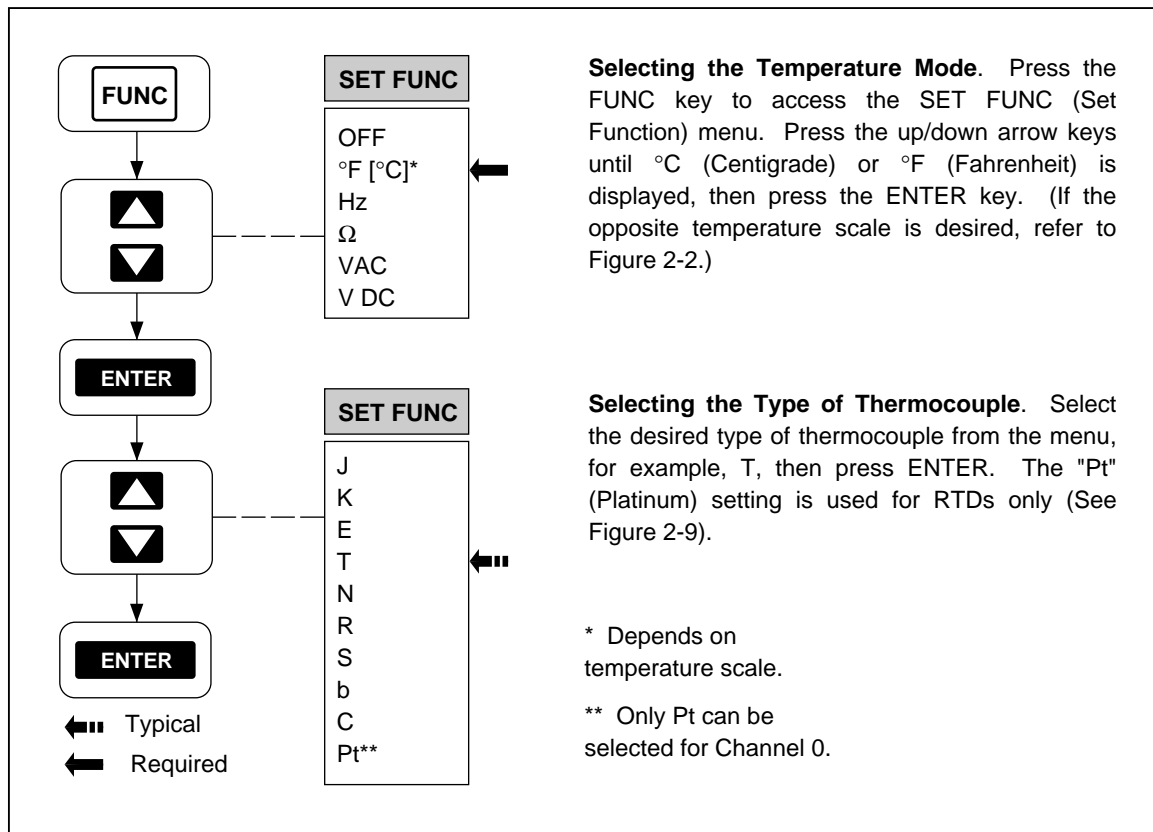 FUNC
SET FUNC
OFF
°F [°C]*
Hz
Ω
VAC
V DC
Selecting the Temperature Mode. Press the
FUNC key to access the SET FUNC (Set
Function) menu. Press the up/down arrow keys
until °C (Centigrade) or °F (Fahrenheit) is
displayed, then press the ENTER key. (If the
opposite temperature scale is desired, refer to
Figure 2-2.)
ENTER
SET FUNC
J
K
E
T
N
R
S
b
C
Pt**
Selecting the Type of Thermocouple. Select
the desired type of thermocouple from the menu,
for example, T, then press ENTER. The "Pt"
(Platinum) setting is used for RTDs only (See
Figure 2-9).
ENTER
* Depends on
temperature scale.
** Only Pt can be
selected for Channel 0.
Typical
Required